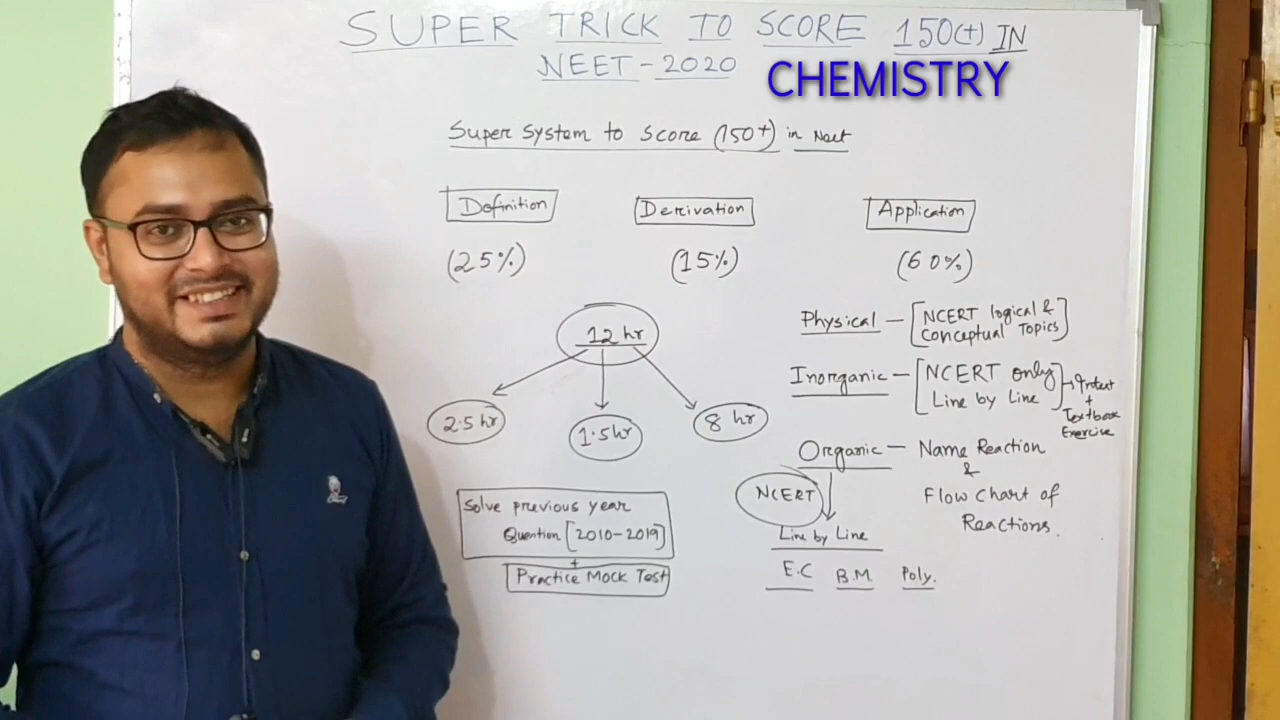 SUPER TRICK TO SCORE 150(+) IN
NEET-2020 CHEMISTRY
Super System to Score (150+) in Neet
Definition Derivation Application
(25%) (15%) (60%)
12 hr
2.5 hr 1.5 hr 8 hr
Physical — [NCERT logical &
Conceptual Topics]
Inorganic — [NCERT only
Line by Line]
+
Textbook
Exercise
Organic — Name Reaction
&
Flow Chart of
Reactions.
NCERT
Line by Line
E.C B.M. Poly.
Solve previous year
Question [2010-2019]
+
Practice Mock Test